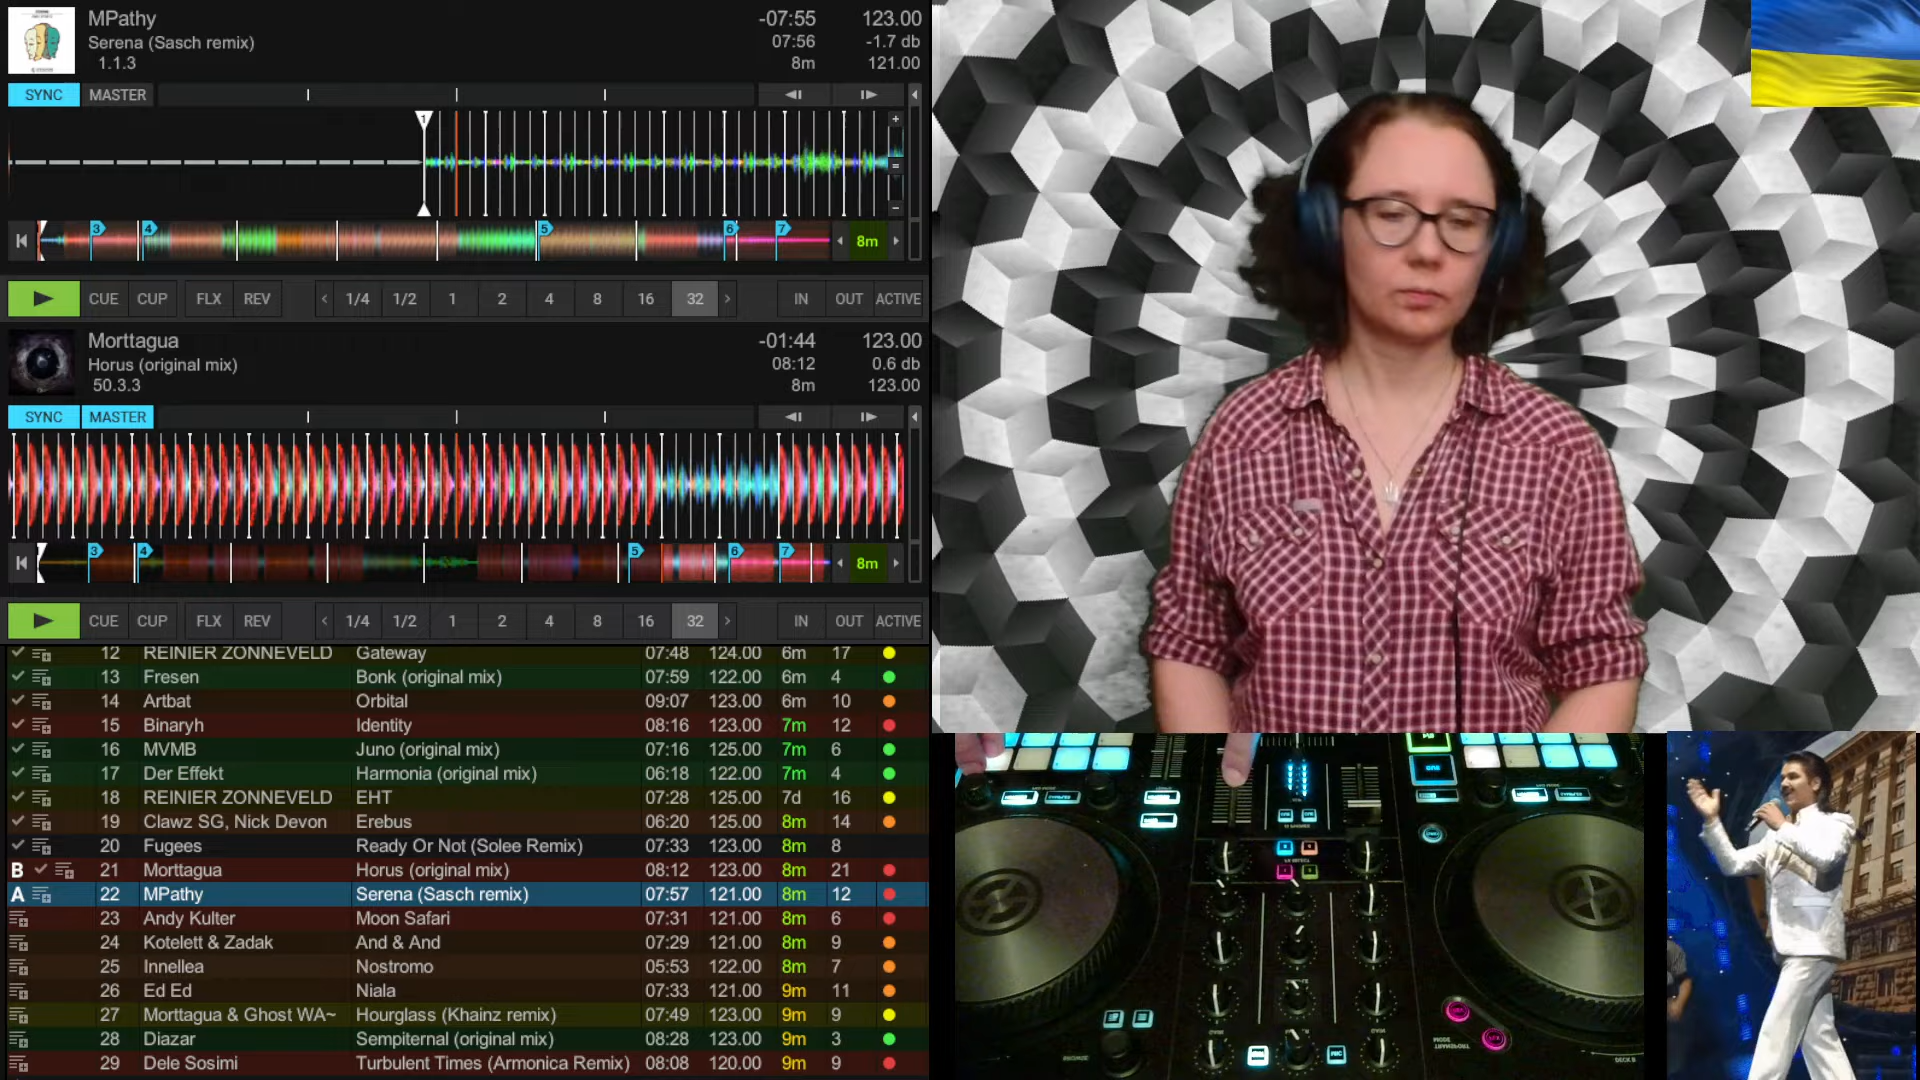 MPathy -07:55 123.00
Serena (Sasch remix) 07:56 -1.7 db
1.1.3 8m 121.00
SYNC MASTER
1
3 4 5 6 7 8m
CUE CUP FLX REV 1/4 1/2 1 2 4 8 16 32 IN OUT ACTIVE
Morttagua -01:44 123.00
Horus (original mix) 08:12 0.6 db
50.3.3 8m 123.00
SYNC MASTER
3 4 5 6 7 8m
CUE CUP FLX REV 1/4 1/2 1 2 4 8 16 32 IN OUT ACTIVE
12 REINIER ZONNEVELD Gateway 07:48 124.00 6m 17
13 Fresen Bonk (original mix) 07:59 122.00 6m 4
14 Artbat Orbital 09:07 123.00 6m 10
15 Binaryh Identity 08:16 123.00 7m 12
16 MVMB Juno (original mix) 07:16 125.00 7m 6
17 Der Effekt Harmonia (original mix) 06:18 122.00 7m 4
18 REINIER ZONNEVELD EHT 07:28 125.00 7d 16
19 Clawz SG, Nick Devon Erebus 06:20 125.00 8m 14
20 Fugees Ready Or Not (Solee Remix) 07:33 123.00 8m 8
B 21 Morttagua Horus (original mix) 08:12 123.00 8m 21
A 22 MPathy Serena (Sasch remix) 07:57 121.00 8m 12
23 Andy Kulter Moon Safari 07:31 121.00 8m 6
24 Kotelett & Zadak And & And 07:29 121.00 8m 9
25 Innellea Nostromo 05:53 122.00 8m 7
26 Ed Ed Niala 07:33 121.00 9m 11
27 Morttagua & Ghost WA~ Hourglass (Khainz remix) 07:49 123.00 9m 9
28 Diazar Sempiternal (original mix) 08:28 123.00 9m 3
29 Dele Sosimi Turbulent Times (Armonica Remix) 08:08 120.00 9m 9